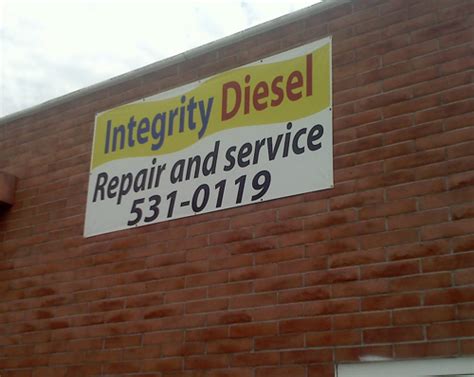 Integrity Diesel
Repair and service
531-0119